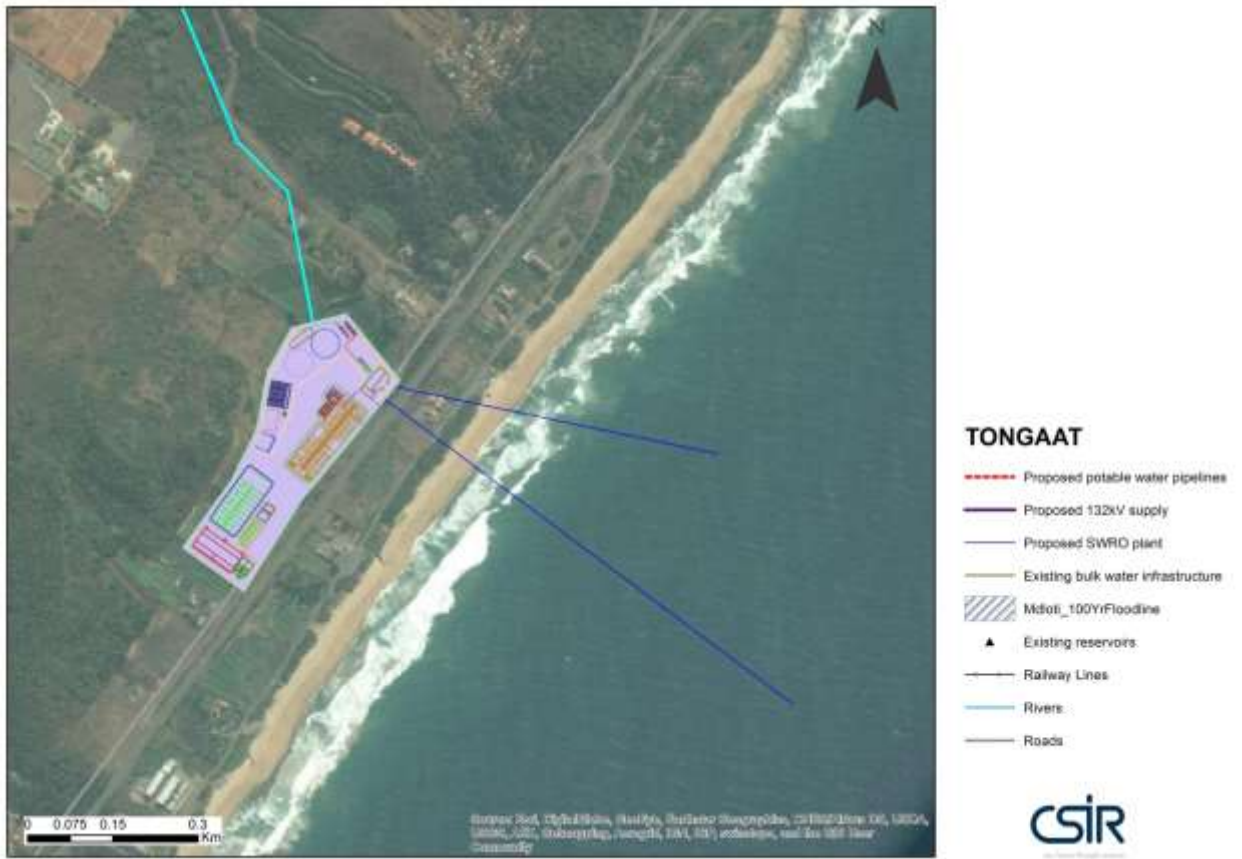 N
TONGAAT
Proposed potable water pipelines
Proposed 132kV supply
Proposed SWRO plant
Existing bulk water infrastructure
Mdloti_100YrFloodline
Existing reservoirs
Railway Lines
Rivers
Roads
0 0.075 0.15 0.3
Km
Community
CSIR